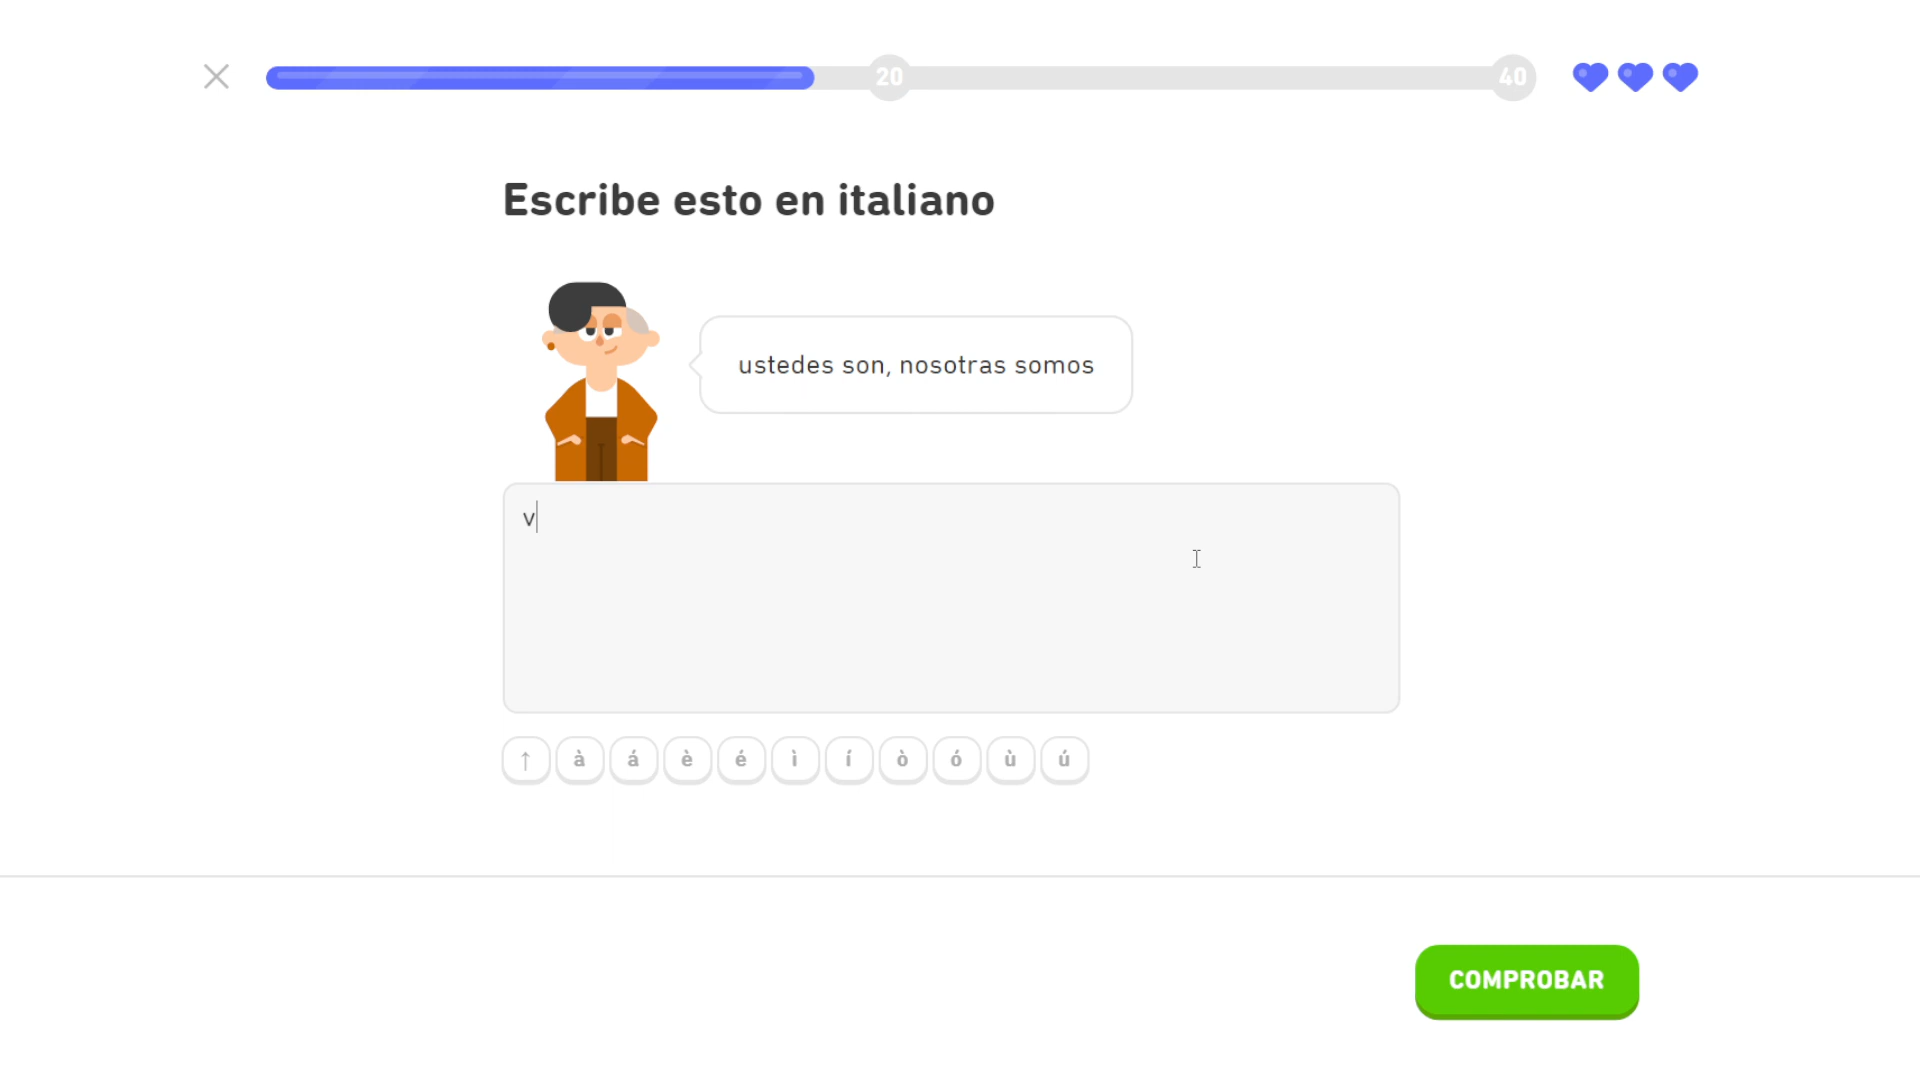 20
40
Escribe esto en italiano
ustedes son, nosotras somos
v
↑ à á è é ì í ò ó ù ú
COMPROBAR